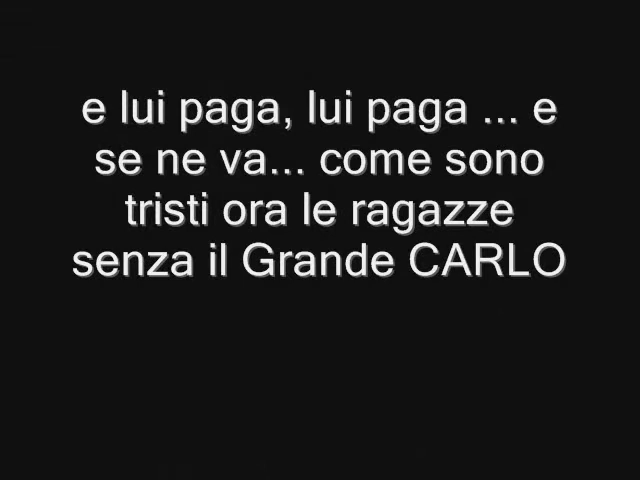 e lui paga, lui paga ... e
se ne va... come sono
tristi ora le ragazze
senza il Grande CARLO